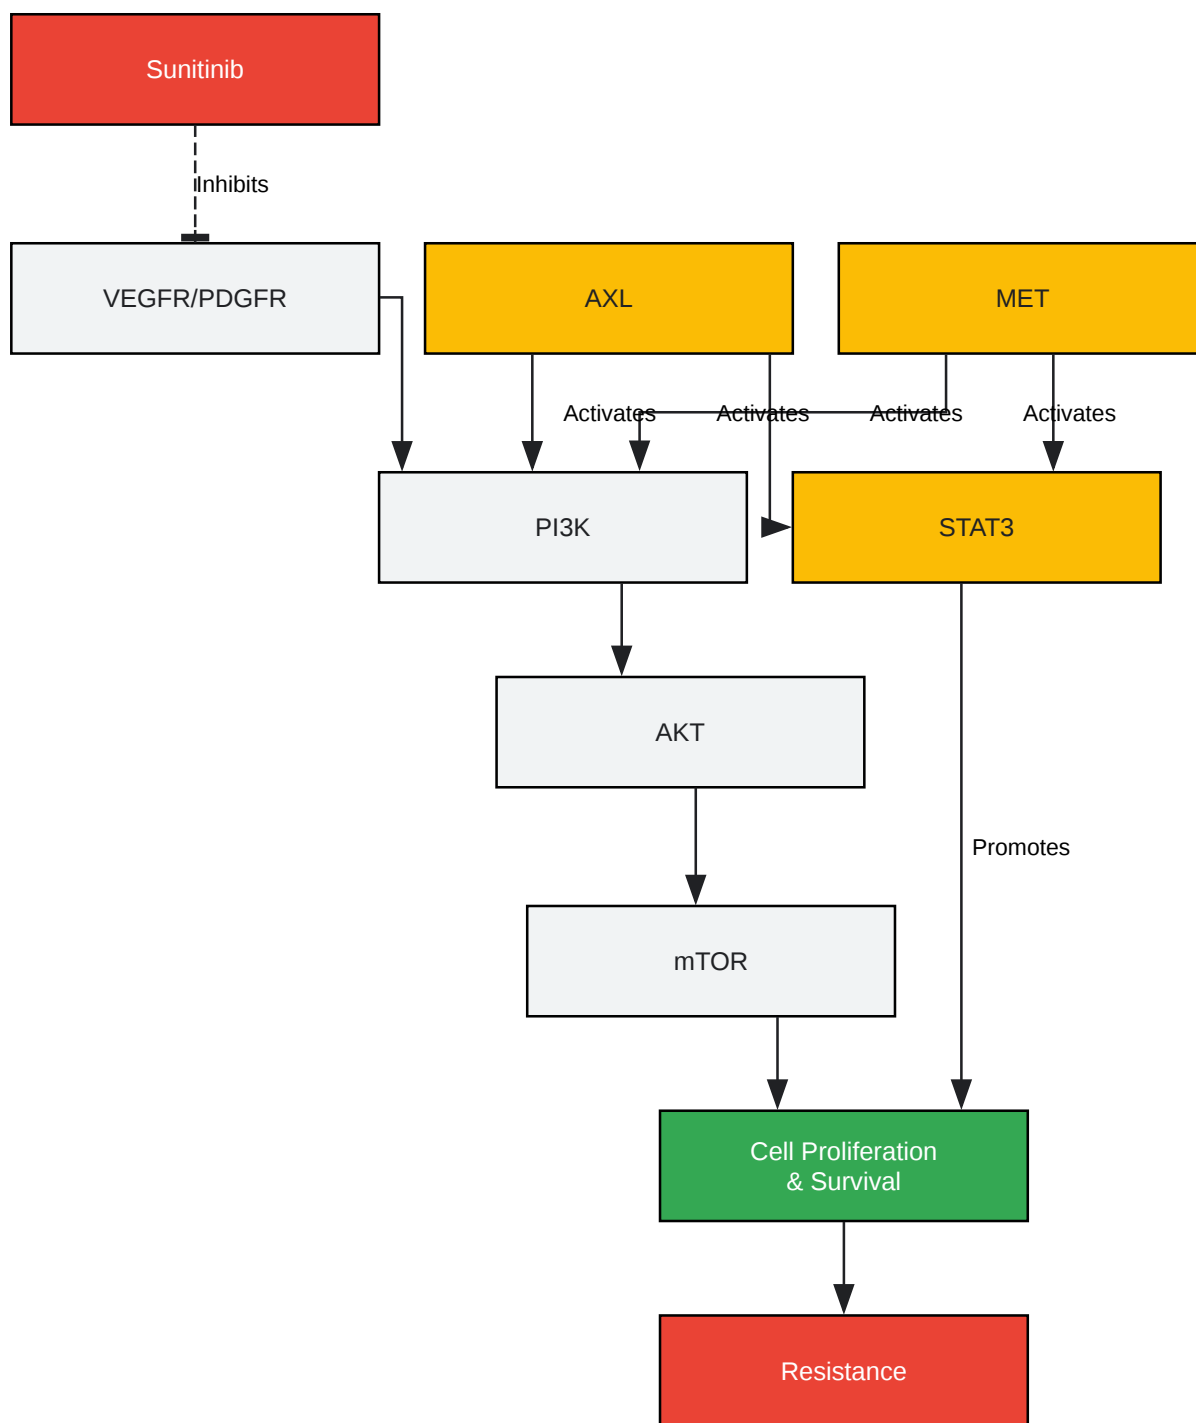 Sunitinib
Inhibits
VEGFR/PDGFR
AXL
MET
Activates
Activates
Activates
Activates
PI3K
STAT3
AKT
Promotes
mTOR
Cell Proliferation
& Survival
Resistance